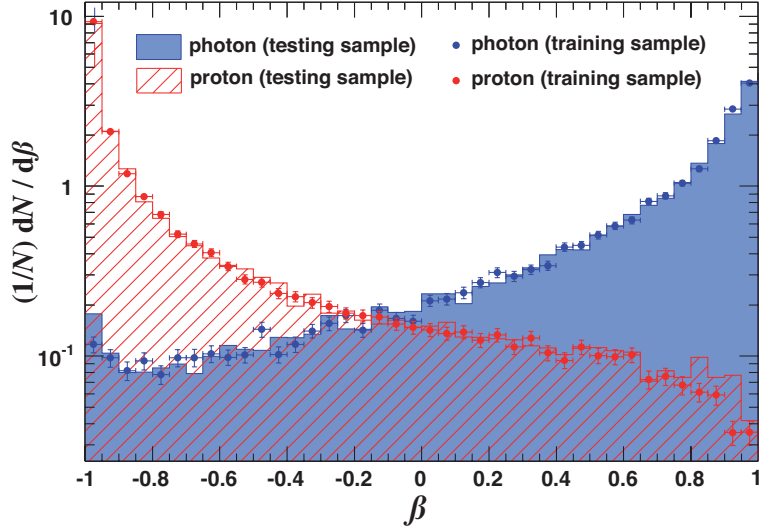 10
1
10⁻¹
(1/N) dN / dβ
photon (testing sample)
photon (training sample)
proton (testing sample)
proton (training sample)
-1 -0.8 -0.6 -0.4 -0.2 0 0.2 0.4 0.6 0.8 1
β